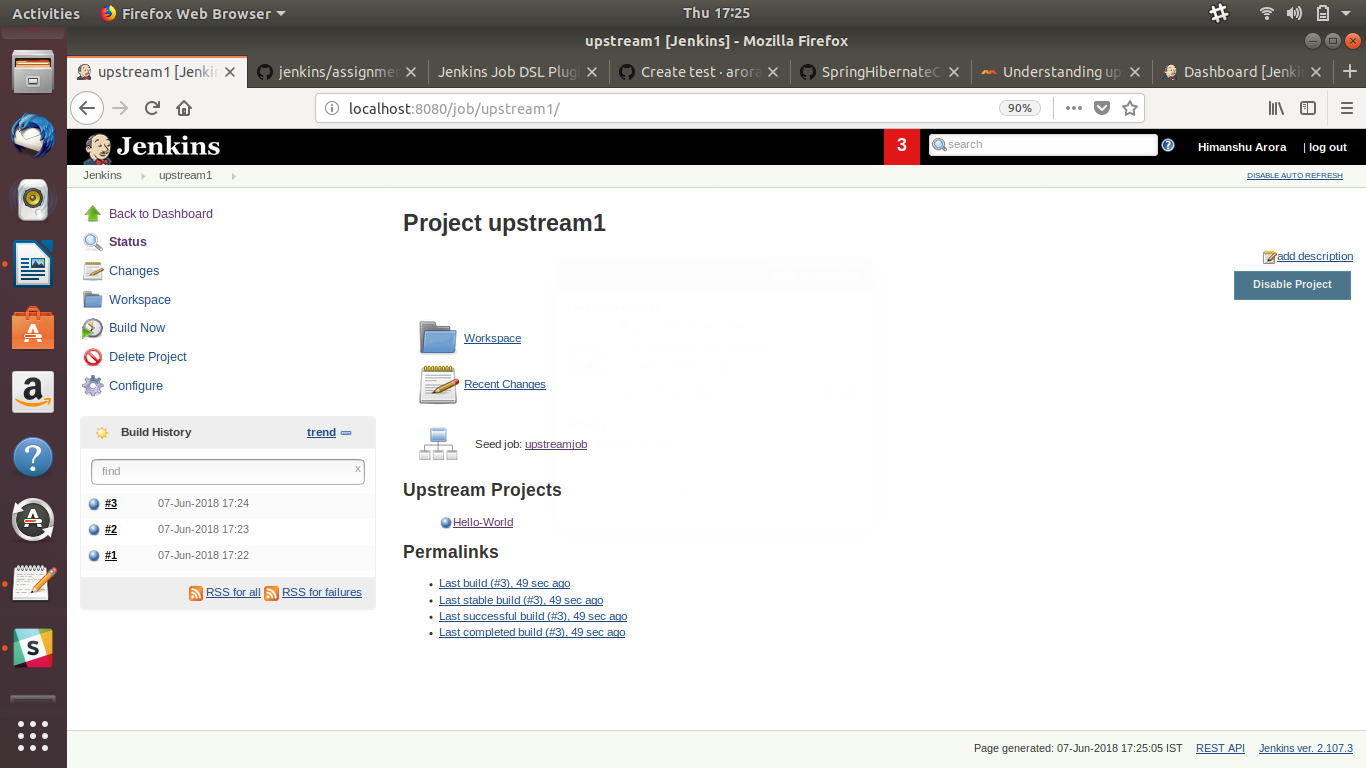 Activities Firefox Web Browser Thu 17:25
upstream1 [Jenkins] - Mozilla Firefox
upstream1 [Jenkin jenkins/assignme Jenkins Job DSL Plug Create test · arora SpringHibernateC Understanding up Dashboard [Jenki
localhost:8080/job/upstream1/ 90%
Jenkins 3 search Himanshu Arora | log out
Jenkins upstream1 DISABLE AUTO REFRESH
Back to Dashboard
Status
Changes
Workspace
Build Now
Delete Project
Configure
Build History trend
find x
#3 07-Jun-2018 17:24
#2 07-Jun-2018 17:23
#1 07-Jun-2018 17:22
RSS for all RSS for failures
Project upstream1
add description
Disable Project
Workspace
Recent Changes
Seed job: upstreamjob
Upstream Projects
Hello-World
Permalinks
• Last build (#3), 49 sec ago
• Last stable build (#3), 49 sec ago
• Last successful build (#3), 49 sec ago
• Last completed build (#3), 49 sec ago
Page generated: 07-Jun-2018 17:25:05 IST REST API Jenkins ver. 2.107.3